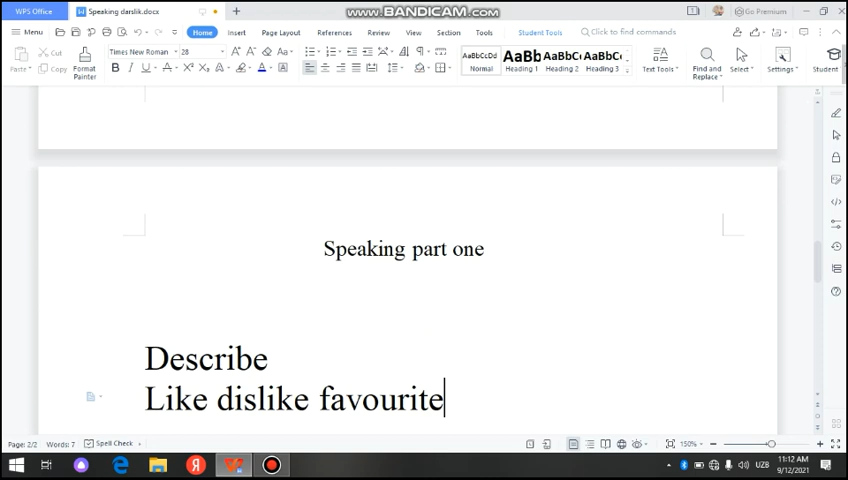 WPS Office
Speaking darslik.docx
www.BANDICAM.com
Go Premium
Menu
Home
Insert
Page Layout
References
Review
View
Section
Tools
Student Tools
Click to find commands
Paste
Cut
Copy
Format
Painter
Times New Roman
28
AaBbCcDd
Normal
AaBb
Heading 1
AaBbC
Heading 2
AaBbC
Heading 3
Text Tools
Find and
Replace
Select
Settings
Student
Speaking part one
Describe
Like dislike favourite
Page: 2/2
Words: 7
Spell Check
150%
UZB
11:12 AM
9/12/2021